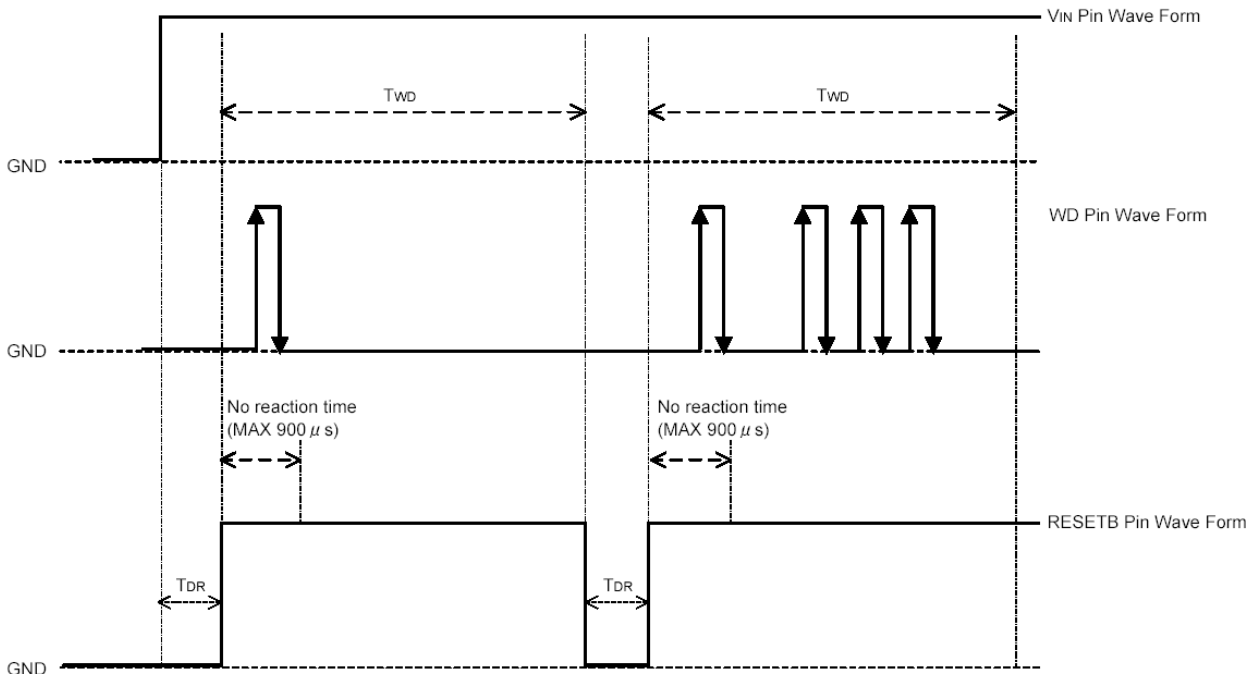 VIN Pin Wave Form
TWD
TWD
GND
WD Pin Wave Form
GND
No reaction time
(MAX 900 μ s)
No reaction time
(MAX 900 μ s)
RESETB Pin Wave Form
TDR
TDR
GND